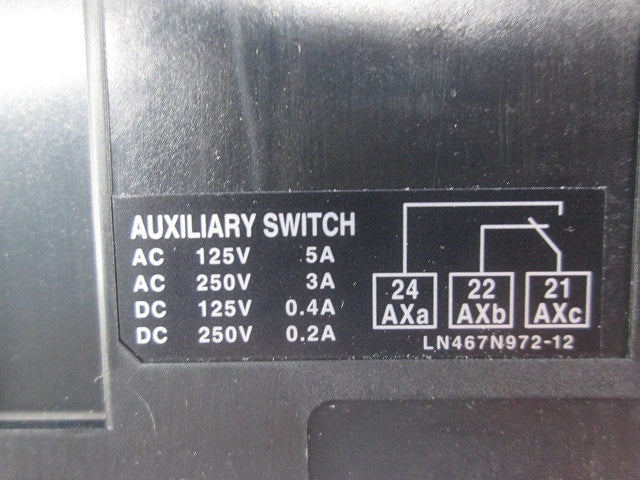 AUXILIARY SWITCH
AC 125V 5A
AC 250V 3A
DC 125V 0.4A
DC 250V 0.2A
24 22 21
AXa AXb AXc
LN467N972-12